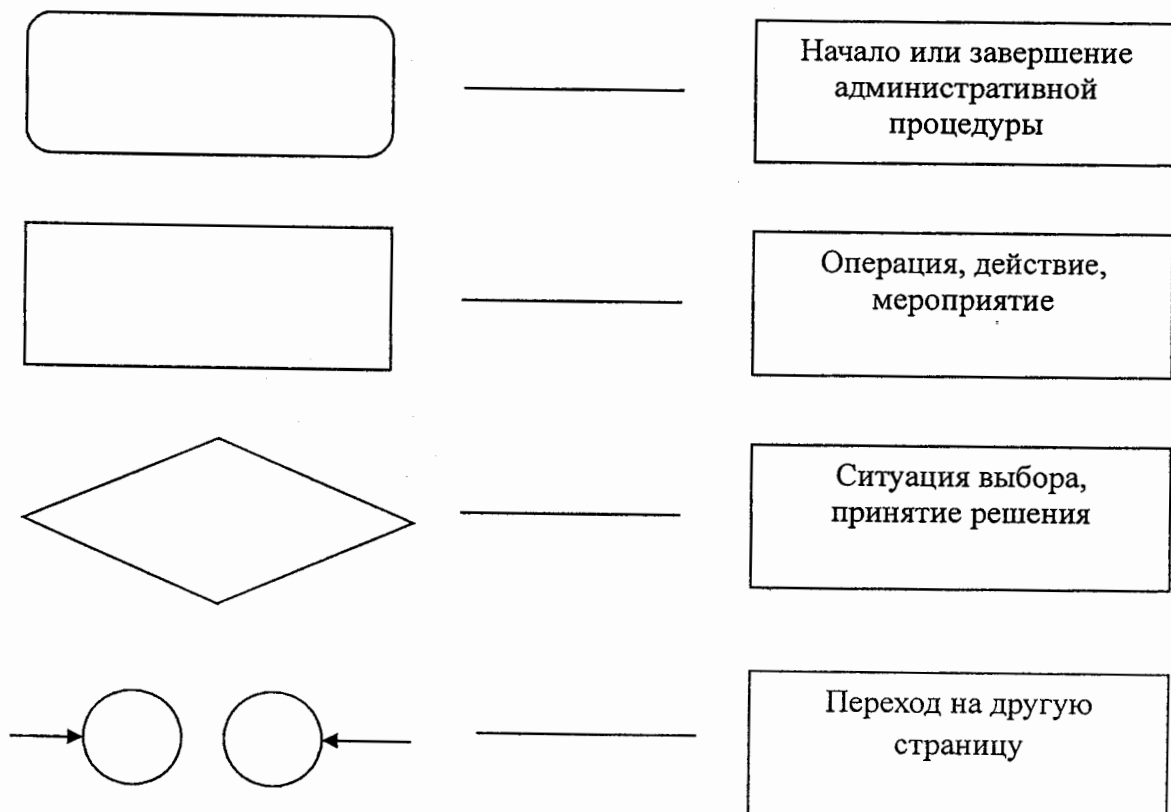 Начало или завершение
административной
процедуры
Операция, действие,
мероприятие
Ситуация выбора,
принятие решения
Переход на другую
страницу